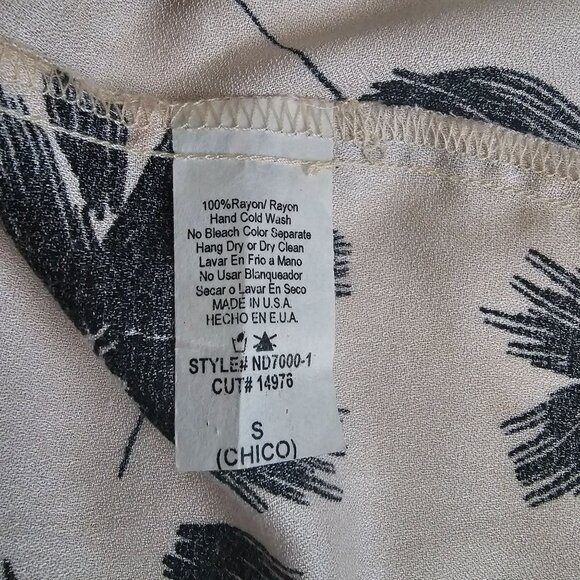 100%Rayon/ Rayon
Hand Cold Wash
No Bleach Color Separate
Hang Dry or Dry Clean
Lavar En Frio a Mano
No Usar Blanqueador
Secar o Lavar En Seco
MADE IN U.S.A.
HECHO EN E.U.A.
STYLE# ND7000-1
CUT# 14976
S
(CHICO)